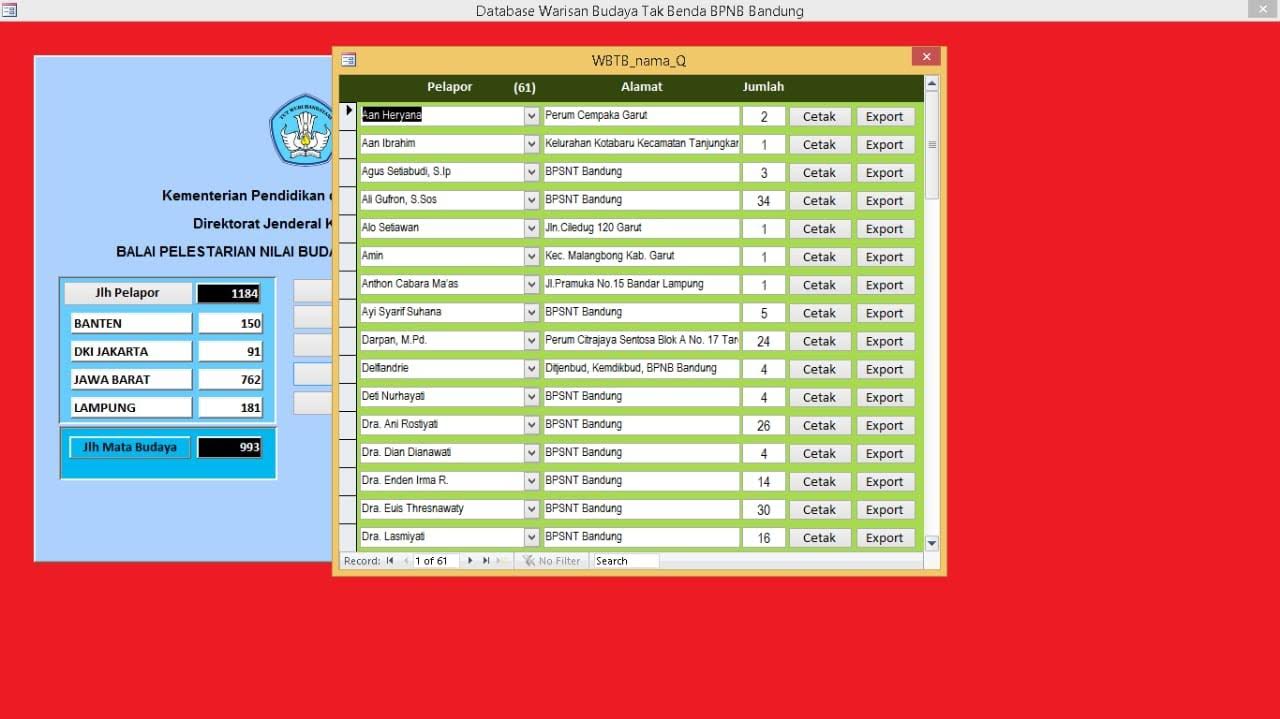 Database Warisan Budaya Tak Benda BPNB Bandung
WBTB_nama_Q
Pelapor (61) Alamat Jumlah
Aan Heryana Perum Cempaka Garut 2 Cetak Export
Aan Ibrahim Kelurahan Kotabaru Kecamatan Tanjungkar 1 Cetak Export
Agus Setiabudi, S.Ip BPSNT Bandung 3 Cetak Export
Ali Gufron, S.Sos BPSNT Bandung 34 Cetak Export
Alo Setiawan Jln.Ciledug 120 Garut 1 Cetak Export
Amin Kec. Malangbong Kab. Garut 1 Cetak Export
Anthon Cabara Ma'as Jl.Pramuka No.15 Bandar Lampung 1 Cetak Export
Ayi Syarif Suhana BPSNT Bandung 5 Cetak Export
Darpan, M.Pd. Perum Citrajaya Sentosa Blok A No. 17 Tar 24 Cetak Export
Delfiandrie Ditjenbud, Kemdikbud, BPNB Bandung 4 Cetak Export
Deti Nurhayati BPSNT Bandung 4 Cetak Export
Dra. Ani Rostiyati BPSNT Bandung 26 Cetak Export
Dra. Dian Dianawati BPSNT Bandung 4 Cetak Export
Dra. Enden Irma R. BPSNT Bandung 14 Cetak Export
Dra. Euis Thresnawaty BPSNT Bandung 30 Cetak Export
Dra. Lasmiyati BPSNT Bandung 16 Cetak Export
Record: 1 of 61 No Filter Search
Kementerian Pendidikan
Direktorat Jenderal
BALAI PELESTARIAN NILAI BUDA
Jlh Pelapor 1184
BANTEN 150
DKI JAKARTA 91
JAWA BARAT 762
LAMPUNG 181
Jlh Mata Budaya 993